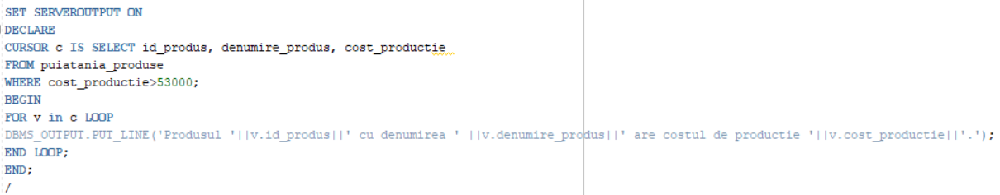 SET SERVEROUTPUT ON
DECLARE
CURSOR c IS SELECT id_produs, denumire_produs, cost_productie
FROM puiatania_produse
WHERE cost_productie>53000;
BEGIN
FOR v in c LOOP
DBMS_OUTPUT.PUT_LINE('Produsul '||v.id_produs||' cu denumirea ' ||v.denumire_produs||' are costul de productie '||v.cost_productie||'.');
END LOOP;
END;
/